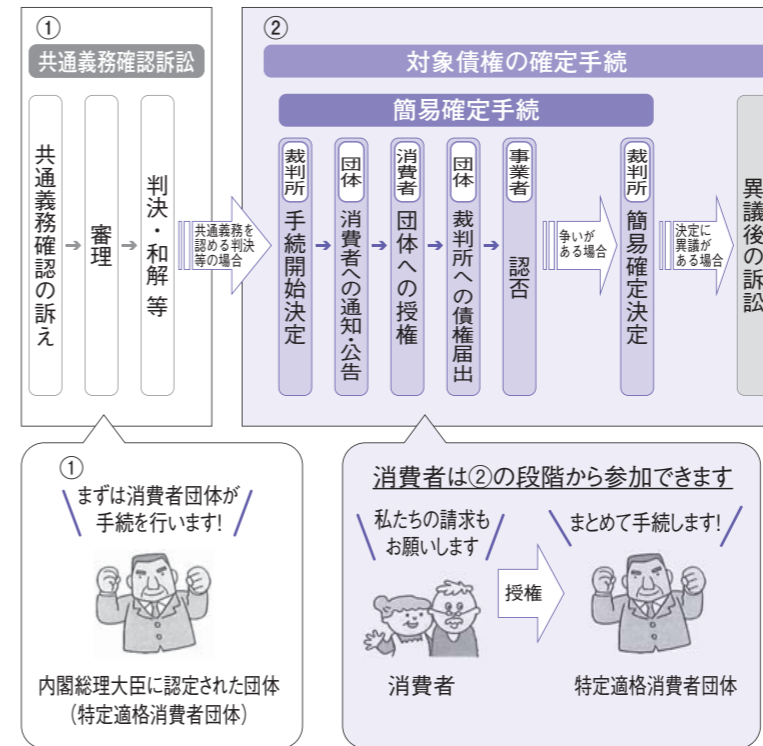 ①
共通義務確認訴訟
共通義務確認の訴え
審理
判決・和解 等
共通義務を
認める判決
等の場合
②
対象債権の確定手続
簡易確定手続
裁判所
手続開始決定
団体
消費者への通知・公告
消費者
団体への授権
団体
裁判所への債権届出
事業者
認否
争いが
ある場合
裁判所
簡易確定決定
決定に
異議が
ある場合
異議後の訴訟
①
まずは消費者団体が
手続を行います!
内閣総理大臣に認定された団体
(特定適格消費者団体)
消費者は②の段階から参加できます
私たちの請求も
お願いします
授権
まとめて手続します!
消費者
特定適格消費者団体